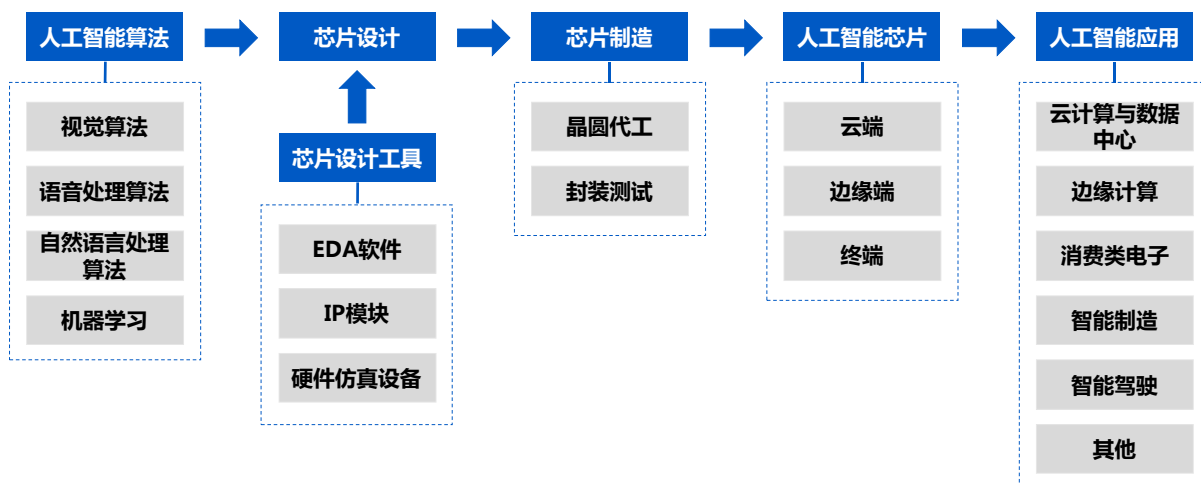 人工智能算法
芯片设计
芯片制造
人工智能芯片
人工智能应用
视觉算法
语音处理算法
自然语言处理
算法
机器学习
芯片设计工具
EDA软件
IP模块
硬件仿真设备
晶圆代工
封装测试
云端
边缘端
终端
云计算与数据
中心
边缘计算
消费类电子
智能制造
智能驾驶
其他